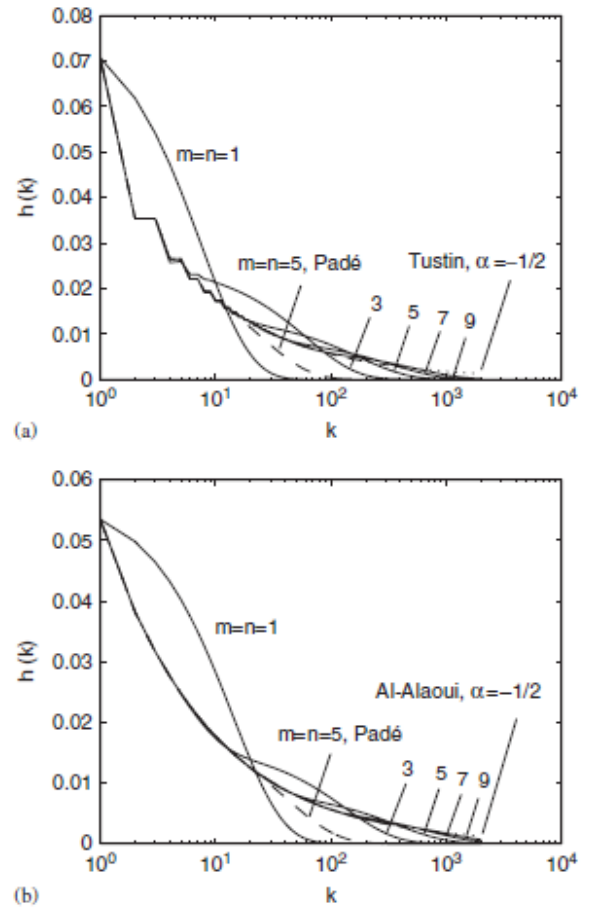 0.08
0.07
0.06
0.05
0.04
0.03
0.02
0.01
0
h (k)
m=n=1
m=n=5, Padé
Tustin, α =−1/2
3
5
7
9
10^0
10^1
10^2
10^3
10^4
(a)
k
0.06
0.05
0.04
0.03
0.02
0.01
0
h (k)
m=n=1
m=n=5, Padé
Al-Alaoui, α=−1/2
3
5
7
9
10^0
10^1
10^2
10^3
10^4
(b)
k